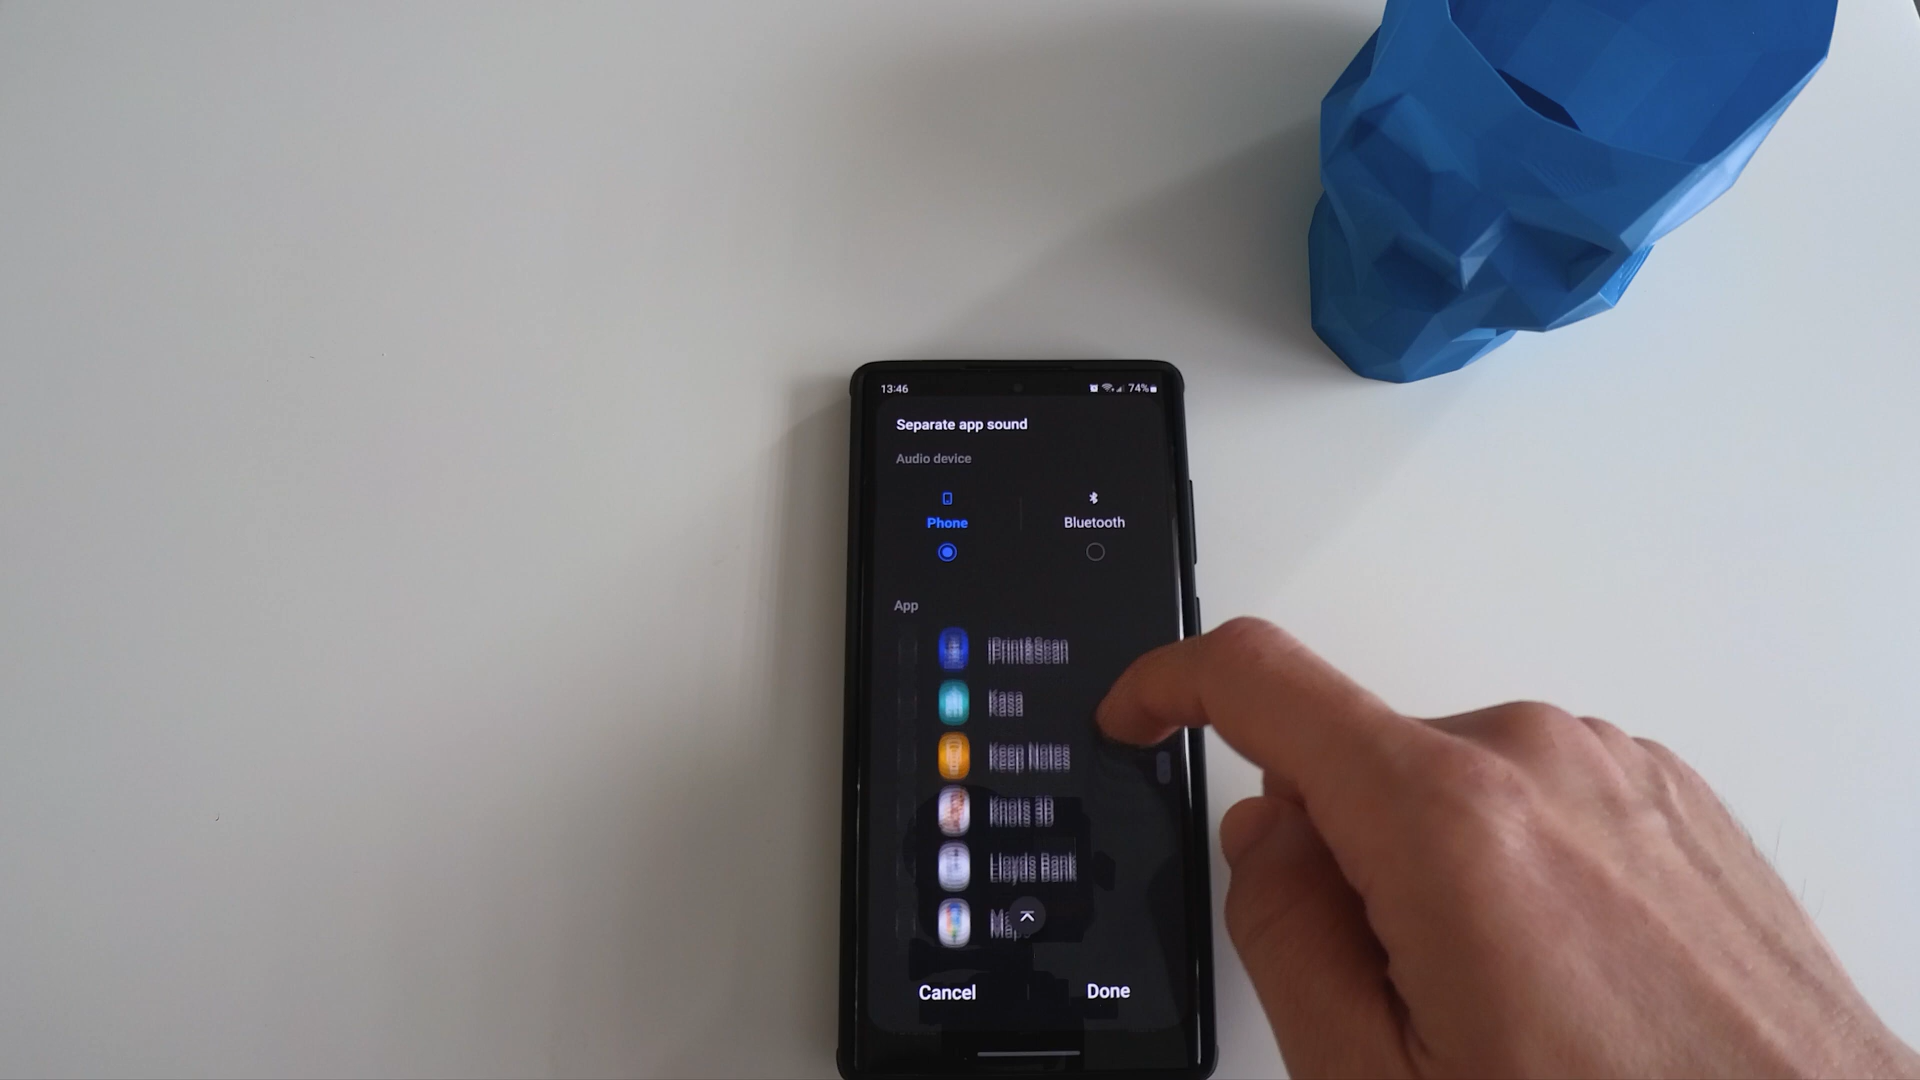 13:46
74%
Separate app sound
Audio device
Phone
Bluetooth
App
iPrint&Scan
Kasa
Keep Notes
Knots 3D
Lloyds Bank
Maps
Cancel
Done